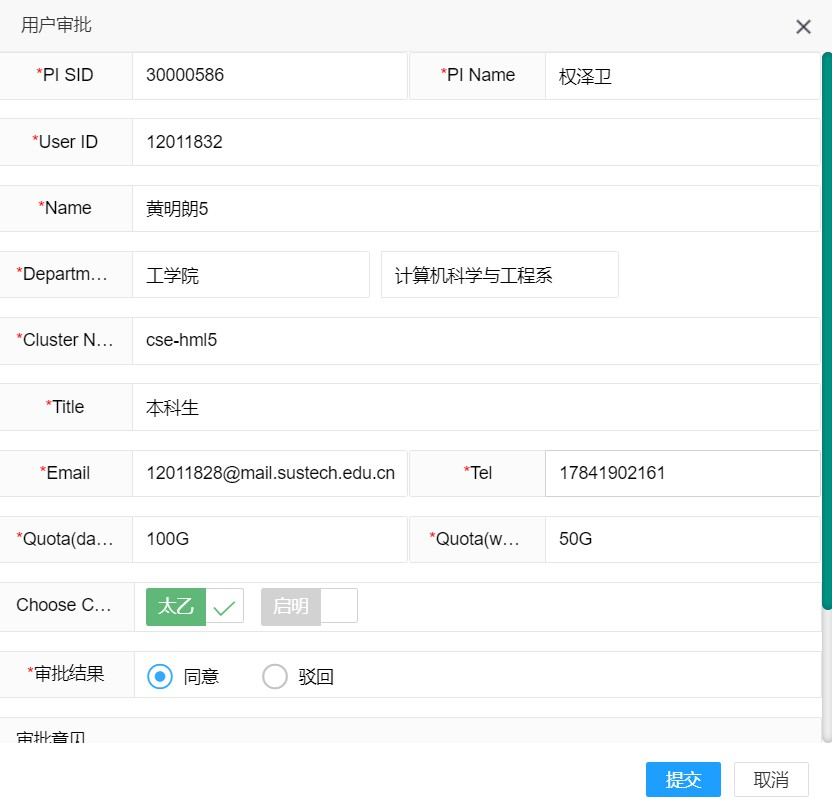 用户审批
*PI SID 30000586 *PI Name 权泽卫
*User ID 12011832
*Name 黄明朗5
*Departm... 工学院 计算机科学与工程系
*Cluster N... cse-hml5
*Title 本科生
*Email 12011828@mail.sustech.edu.cn *Tel 17841902161
*Quota(da... 100G *Quota(w... 50G
Choose C... 太乙 启明
*审批结果 同意 驳回
审批意见
提交 取消